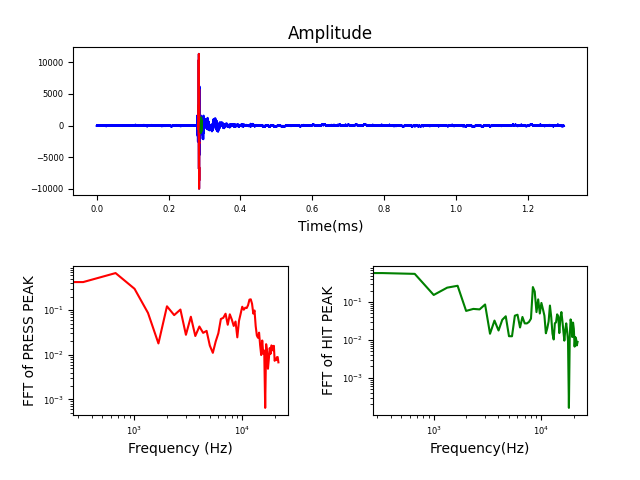 Amplitude
10000
5000
0
−5000
−10000
0.0 0.2 0.4 0.6 0.8 1.0 1.2
Time(ms)
FFT of PRESS PEAK
10⁻¹
10⁻²
10⁻³
10³ 10⁴
Frequency (Hz)
FFT of HIT PEAK
10⁻¹
10⁻²
10⁻³
10³ 10⁴
Frequency(Hz)